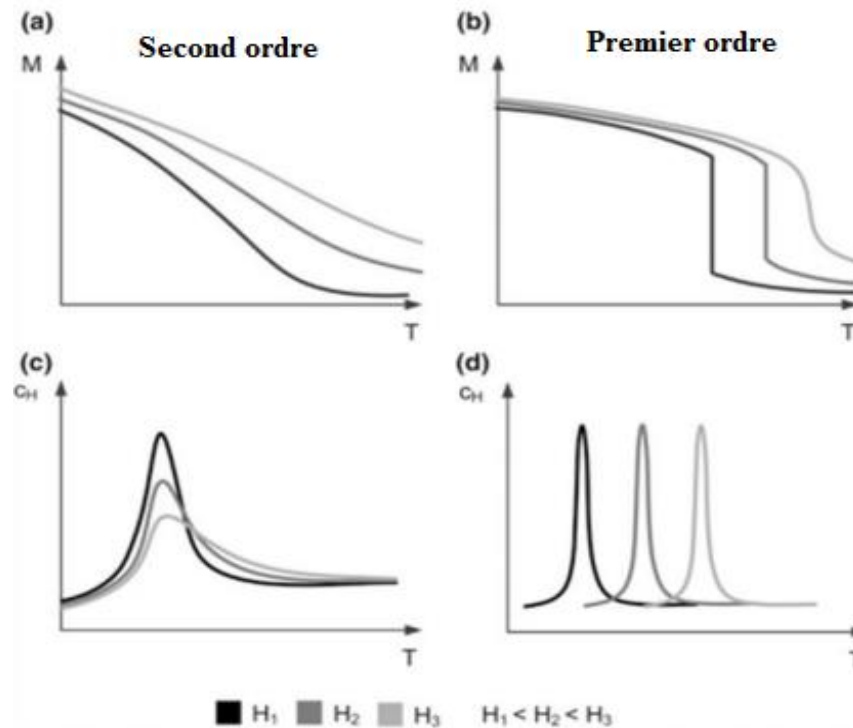 (a) Second ordre
M
T
(b) Premier ordre
M
T
(c)
cH
T
(d)
cH
T
H1 H2 H3 H1 < H2 < H3